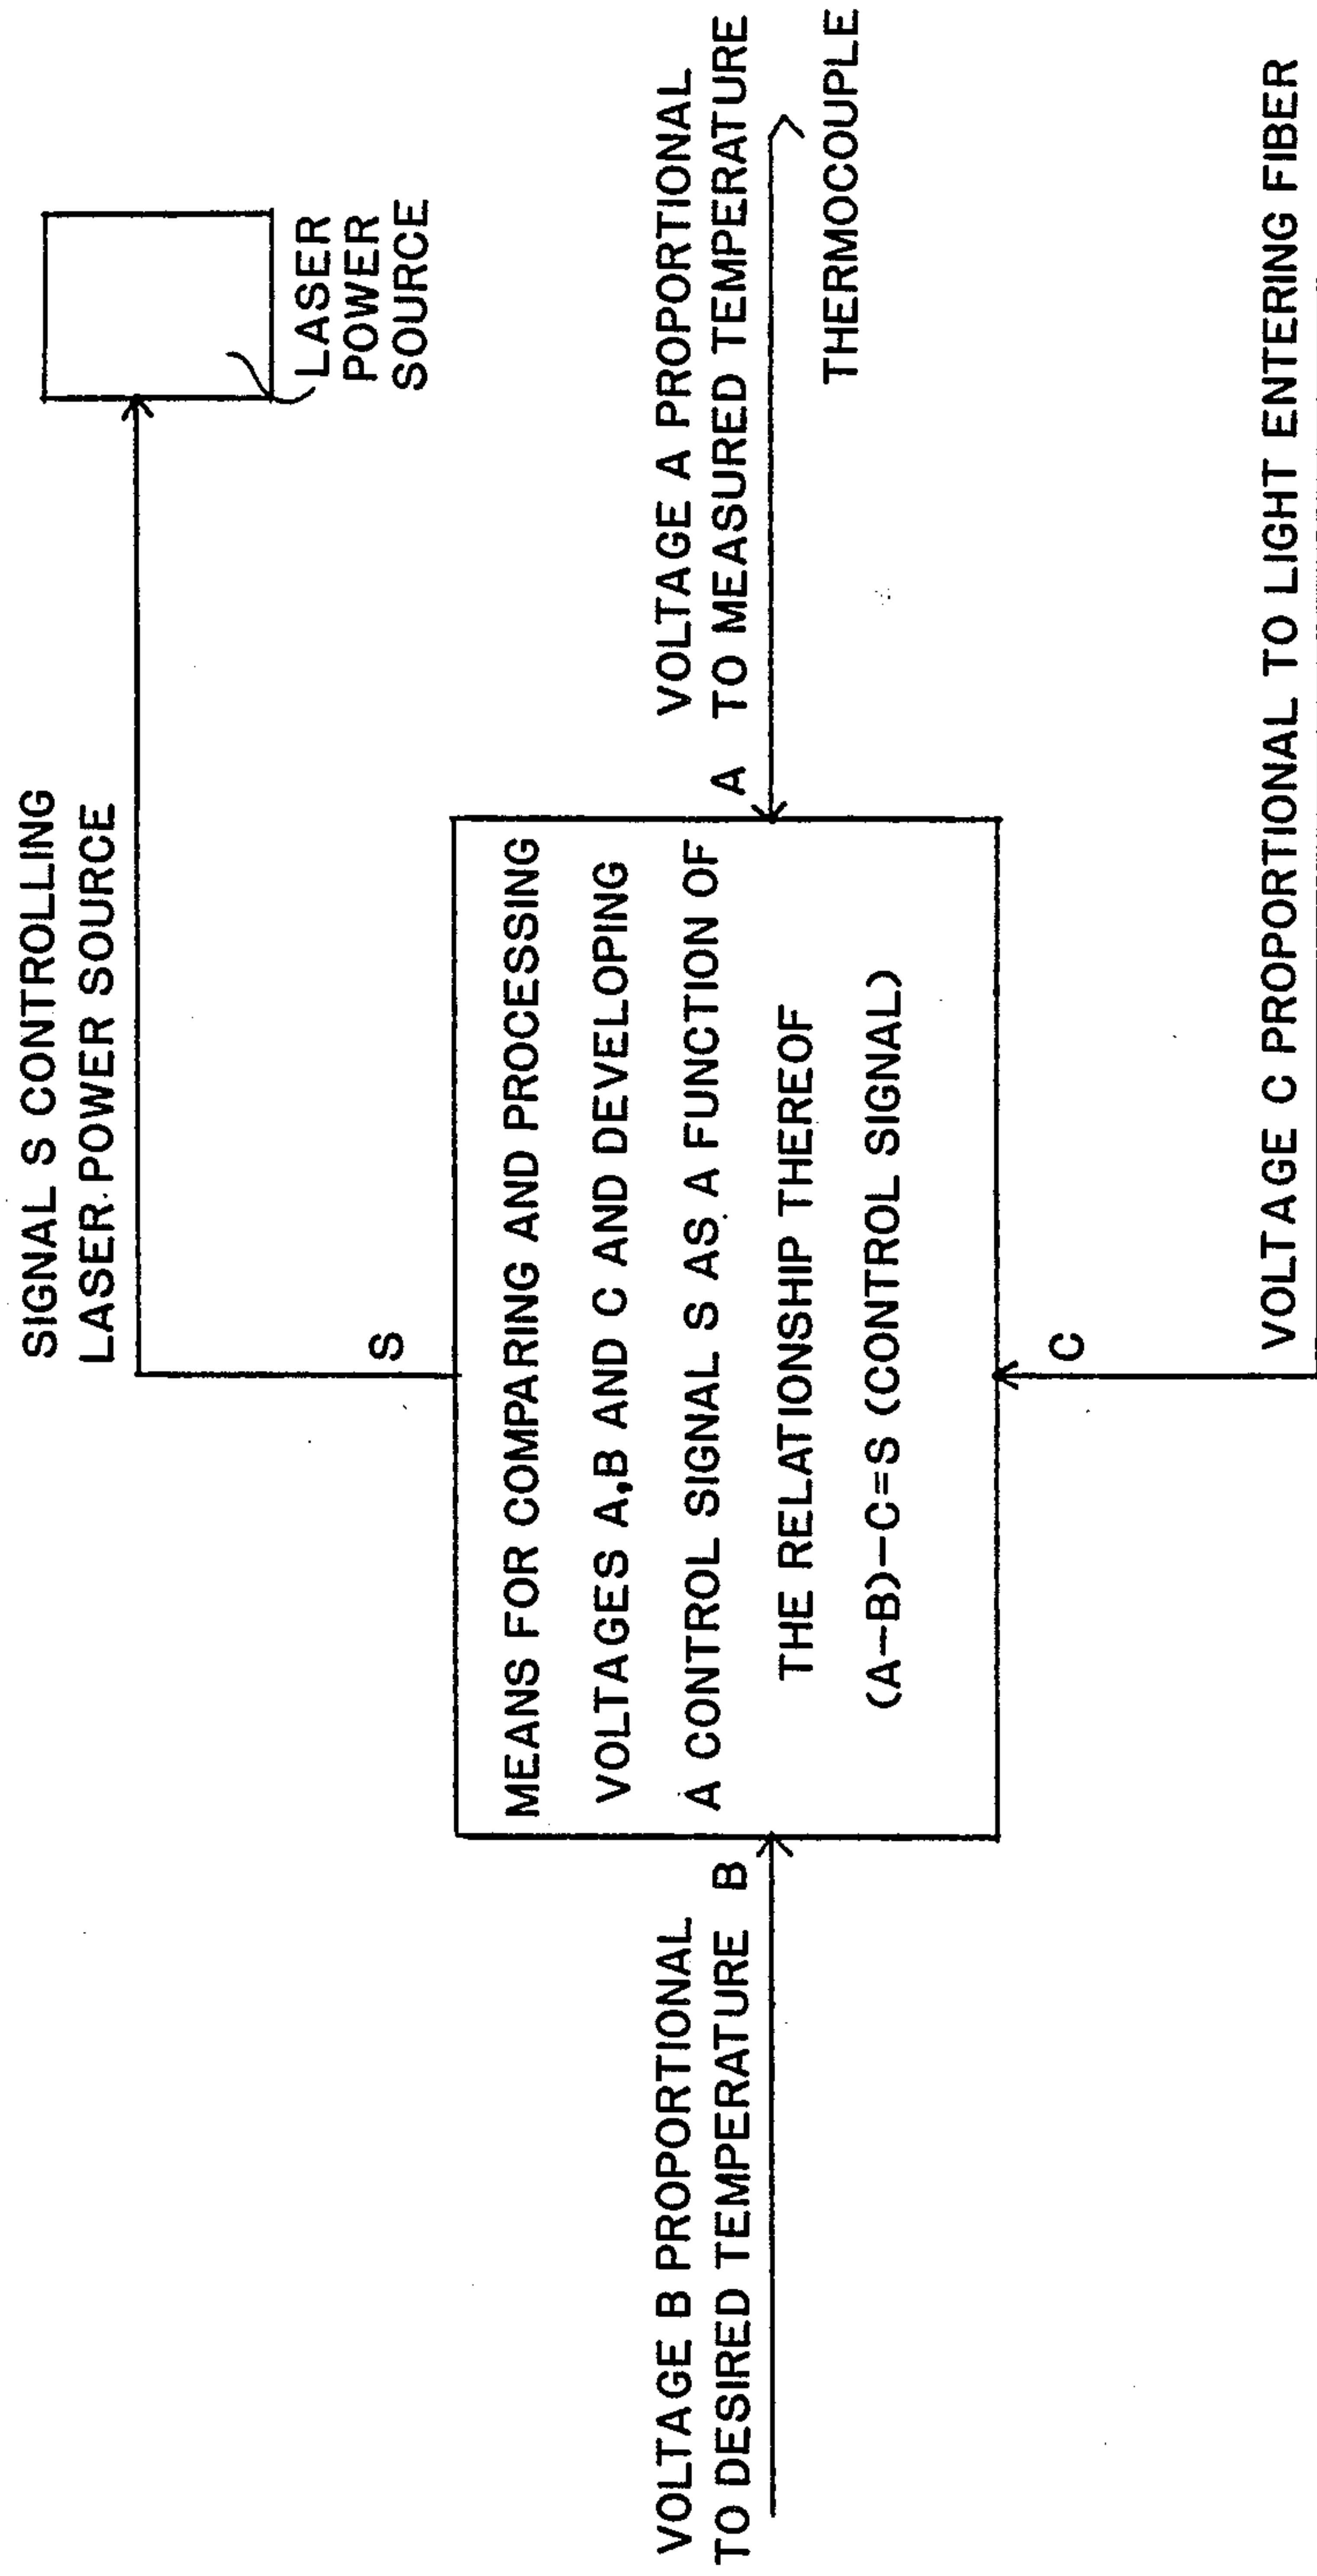 SIGNAL S CONTROLLING
LASER POWER SOURCE
LASER
POWER
SOURCE
S
MEANS FOR COMPARING AND PROCESSING
VOLTAGES A,B AND C AND DEVELOPING
A CONTROL SIGNAL S AS A FUNCTION OF
THE RELATIONSHIP THEREOF
(A-B)-C=S (CONTROL SIGNAL)
VOLTAGE B PROPORTIONAL
TO DESIRED TEMPERATURE B
VOLTAGE A PROPORTIONAL
A TO MEASURED TEMPERATURE
THERMOCOUPLE
C
VOLTAGE C PROPORTIONAL TO LIGHT ENTERING FIBER